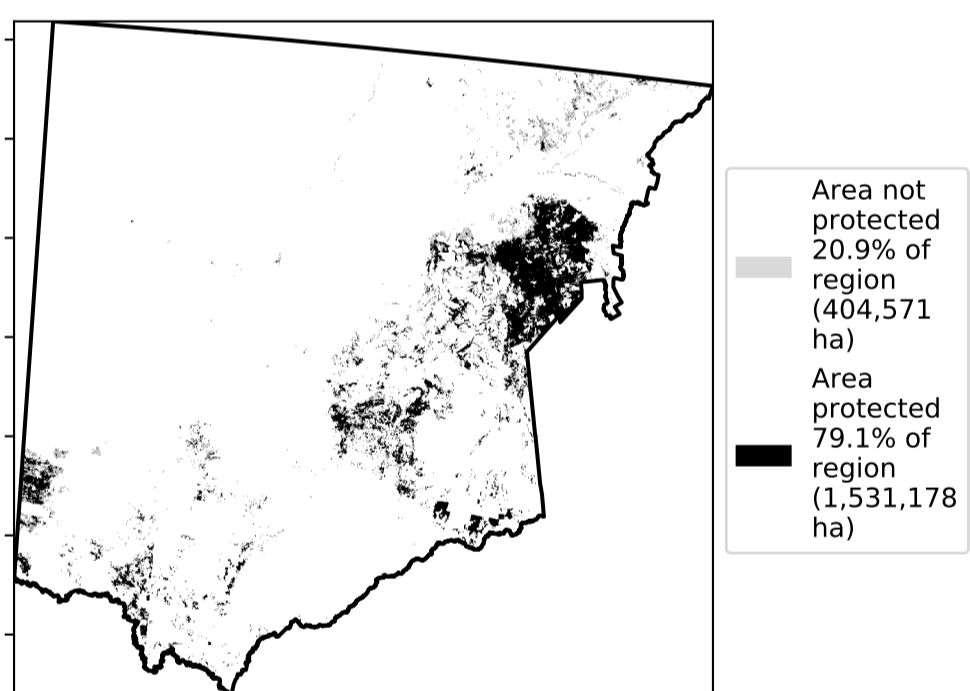 Area not
protected
20.9% of
region
(404,571
ha)
Area
protected
79.1% of
region
(1,531,178
ha)